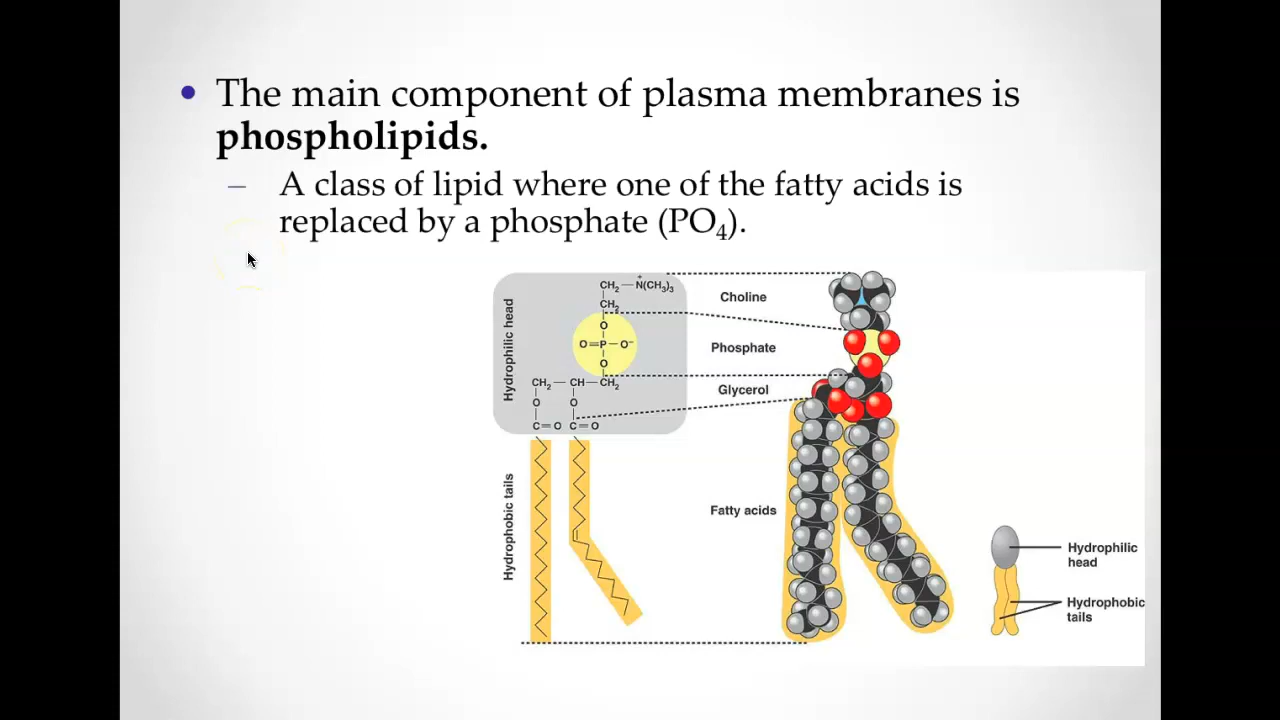 • The main component of plasma membranes is
phospholipids.
– A class of lipid where one of the fatty acids is
replaced by a phosphate (PO₄).
Hydrophilic head
CH₂—N⁺(CH₃)₃
CH₂
O
O=P—O⁻
O
CH₂—CH—CH₂
O O
C=O C=O
Hydrophobic tails
Choline
Phosphate
Glycerol
Fatty acids
Hydrophilic
head
Hydrophobic
tails